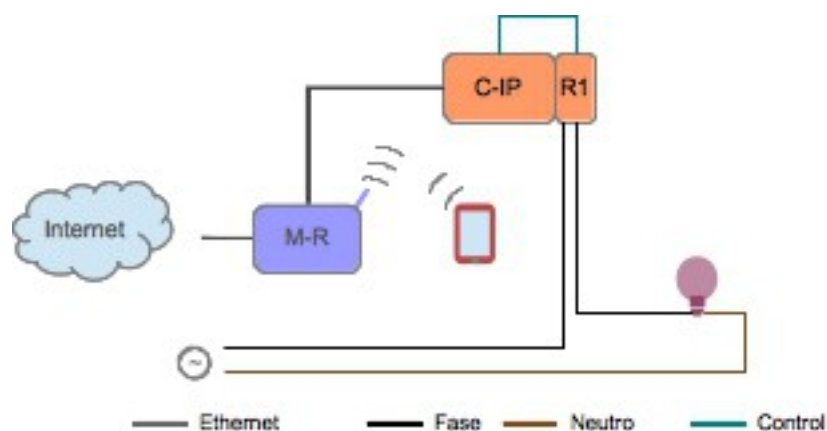 C-IP R1
Internet
M-R
~
Ethernet Fase Neutro Control